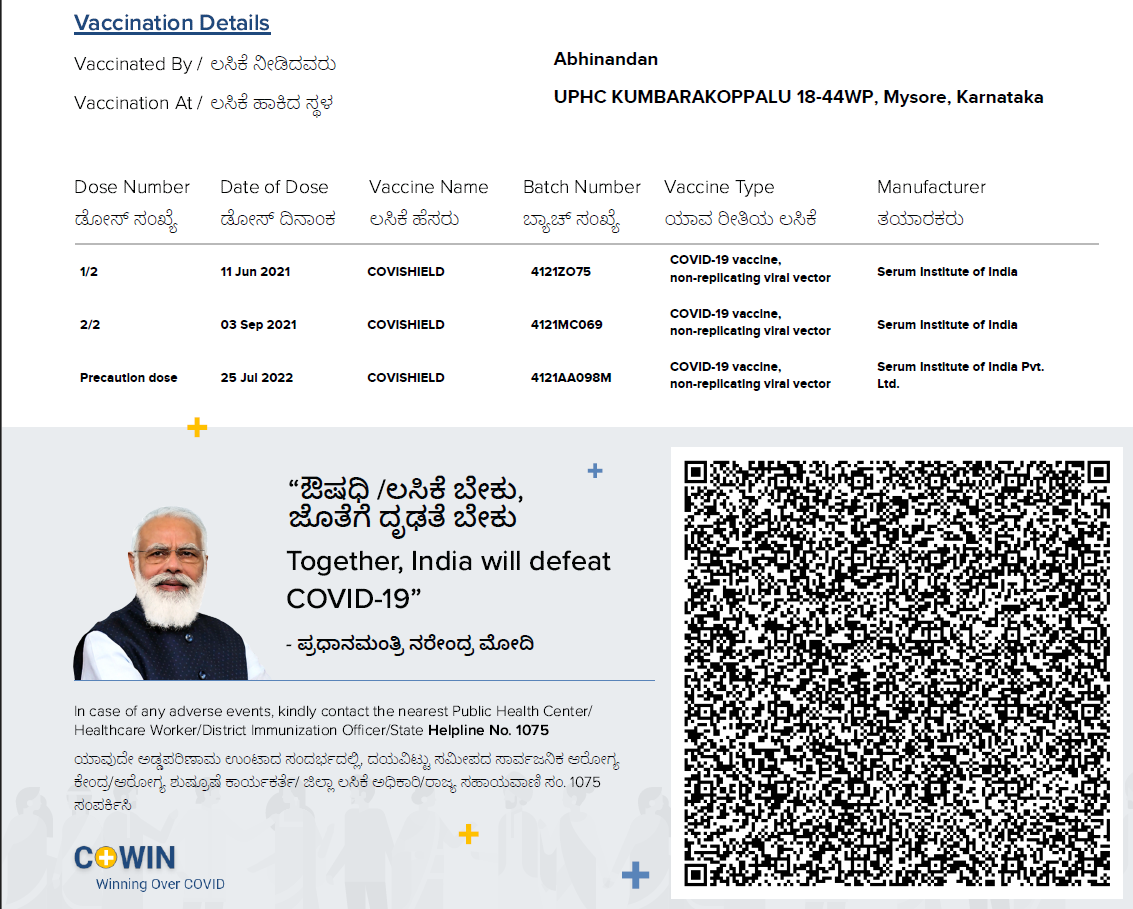 Vaccination Details
Vaccinated By / ಲಸಿಕೆ ನೀಡಿದವರು Abhinandan
Vaccination At / ಲಸಿಕೆ ಹಾಕಿದ ಸ್ಥಳ UPHC KUMBARAKOPPALU 18-44WP, Mysore, Karnataka
Dose Number Date of Dose Vaccine Name Batch Number Vaccine Type Manufacturer
ಡೋಸ್ ಸಂಖ್ಯೆ ಡೋಸ್ ದಿನಾಂಕ ಲಸಿಕೆ ಹೆಸರು ಬ್ಯಾಚ್ ಸಂಖ್ಯೆ ಯಾವ ರೀತಿಯ ಲಸಿಕೆ ತಯಾರಕರು
1/2 11 Jun 2021 COVISHIELD 4121ZO75 COVID-19 vaccine, non-replicating viral vector Serum Institute of India
2/2 03 Sep 2021 COVISHIELD 4121MC069 COVID-19 vaccine, non-replicating viral vector Serum Institute of India
Precaution dose 25 Jul 2022 COVISHIELD 4121AA098M COVID-19 vaccine, non-replicating viral vector Serum Institute of India Pvt. Ltd.
“ಔಷಧಿ /ಲಸಿಕೆ ಬೇಕು,
ಜೊತೆಗೆ ದೃಢತೆ ಬೇಕು
Together, India will defeat
COVID-19”
- ಪ್ರಧಾನಮಂತ್ರಿ ನರೇಂದ್ರ ಮೋದಿ
In case of any adverse events, kindly contact the nearest Public Health Center/
Healthcare Worker/District Immunization Officer/State Helpline No. 1075
ಯಾವುದೇ ಅಡ್ಡಪರಿಣಾಮ ಉಂಟಾದ ಸಂದರ್ಭದಲ್ಲಿ, ದಯವಿಟ್ಟು ಸಮೀಪದ ಸಾರ್ವಜನಿಕ ಆರೋಗ್ಯ
ಕೇಂದ್ರ/ಆರೋಗ್ಯ ಶುಷ್ರೂಷೆ ಕಾರ್ಯಕರ್ತೆ/ ಜಿಲ್ಲಾ ಲಸಿಕೆ ಅಧಿಕಾರಿ/ರಾಜ್ಯ ಸಹಾಯವಾಣಿ ಸಂ. 1075
ಸಂಪರ್ಕಿಸಿ
COWIN
Winning Over COVID